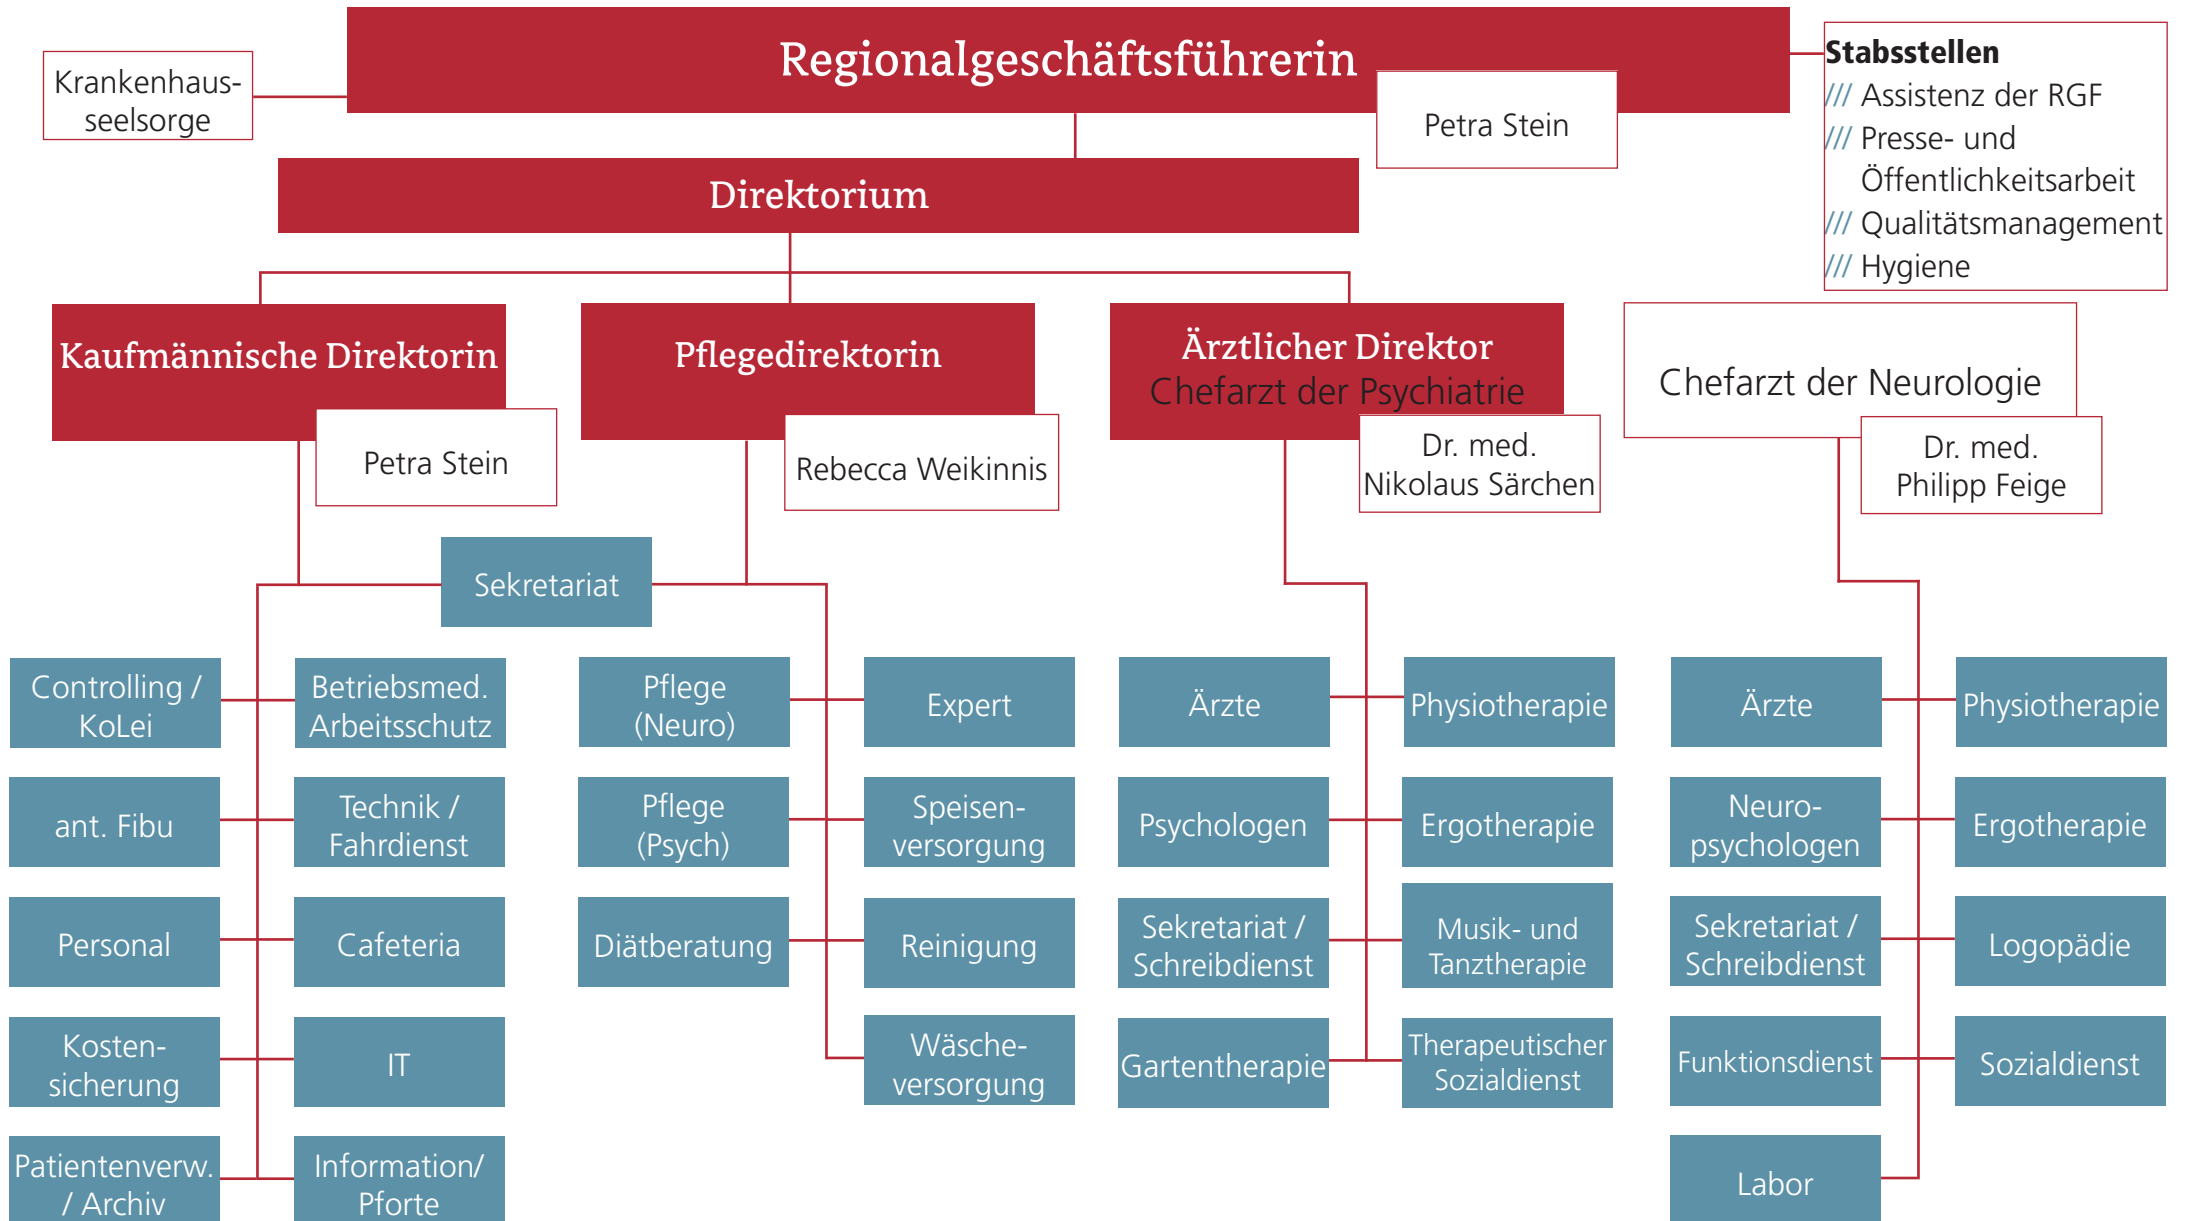 Regionalgeschäftsführerin
Petra Stein
Krankenhaus-
seelsorge
Stabsstellen
/// Assistenz der RGF
/// Presse- und
Öffentlichkeitsarbeit
/// Qualitätsmanagement
/// Hygiene
Direktorium
Kaufmännische Direktorin
Petra Stein
Pflegedirektorin
Rebecca Weikinnis
Ärztlicher Direktor
Chefarzt der Psychiatrie
Dr. med.
Nikolaus Särchen
Chefarzt der Neurologie
Dr. med.
Philipp Feige
Sekretariat
Controlling /
KoLei
Betriebsmed.
Arbeitsschutz
ant. Fibu
Technik /
Fahrdienst
Personal
Cafeteria
Kosten-
sicherung
IT
Patientenverw.
/ Archiv
Information/
Pforte
Pflege
(Neuro)
Expert
Pflege
(Psych)
Speisen-
versorgung
Diätberatung
Reinigung
Wäsche-
versorgung
Ärzte
Physiotherapie
Psychologen
Ergotherapie
Sekretariat /
Schreibdienst
Musik- und
Tanztherapie
Gartentherapie
Therapeutischer
Sozialdienst
Ärzte
Physiotherapie
Neuro-
psychologen
Ergotherapie
Sekretariat /
Schreibdienst
Logopädie
Funktionsdienst
Sozialdienst
Labor